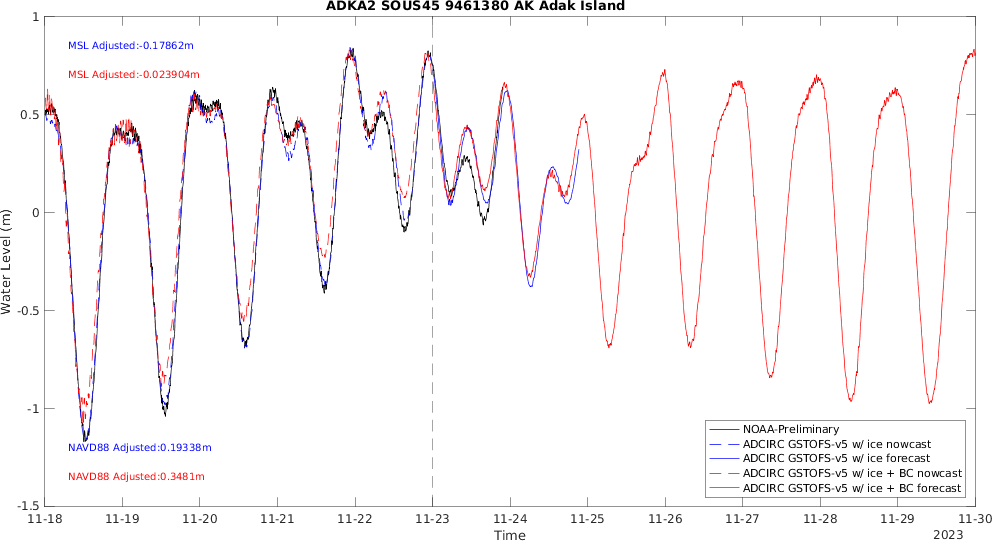 ADKA2 SOUS45 9461380 AK Adak Island
1
MSL Adjusted:-0.17862m
MSL Adjusted:-0.023904m
0.5
0
Water Level (m)
-0.5
-1
NAVD88 Adjusted:0.19338m
NAVD88 Adjusted:0.3481m
NOAA-Preliminary
ADCIRC GSTOFS-v5 w/ ice nowcast
ADCIRC GSTOFS-v5 w/ ice forecast
ADCIRC GSTOFS-v5 w/ ice + BC nowcast
ADCIRC GSTOFS-v5 w/ ice + BC forecast
-1.5
11-18 11-19 11-20 11-21 11-22 11-23 11-24 11-25 11-26 11-27 11-28 11-29 11-30
Time
2023